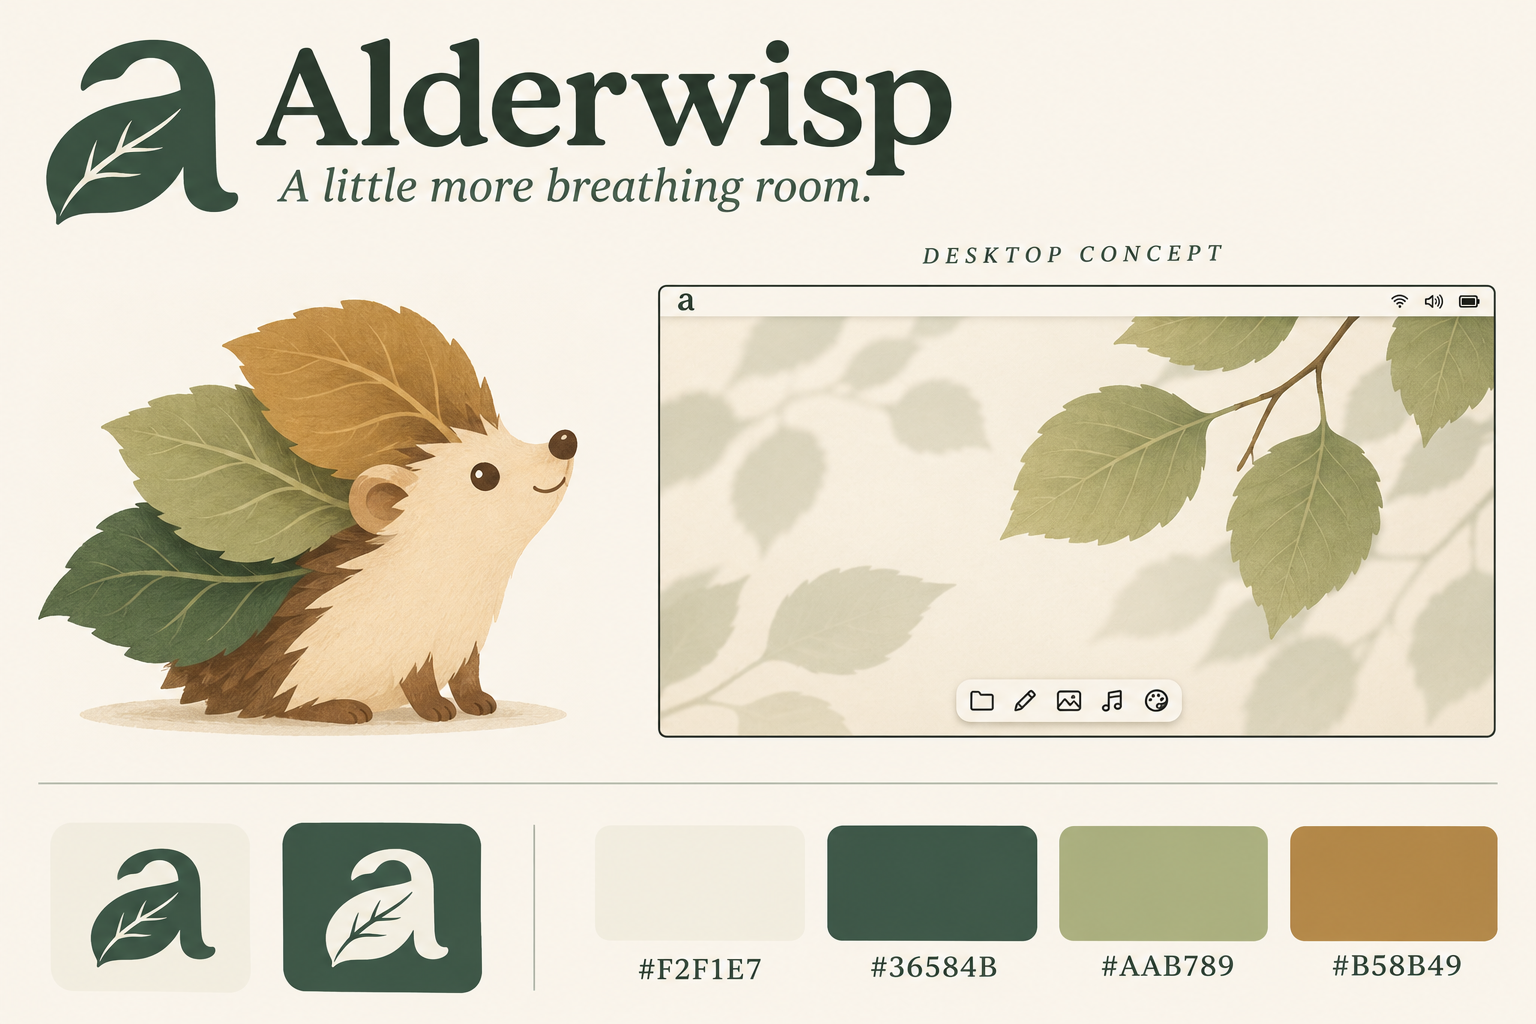 a
Alderwisp
A little more breathing room.
DESKTOP CONCEPT
a
a
a
#F2F1E7
#36584B
#AAB789
#B58B49